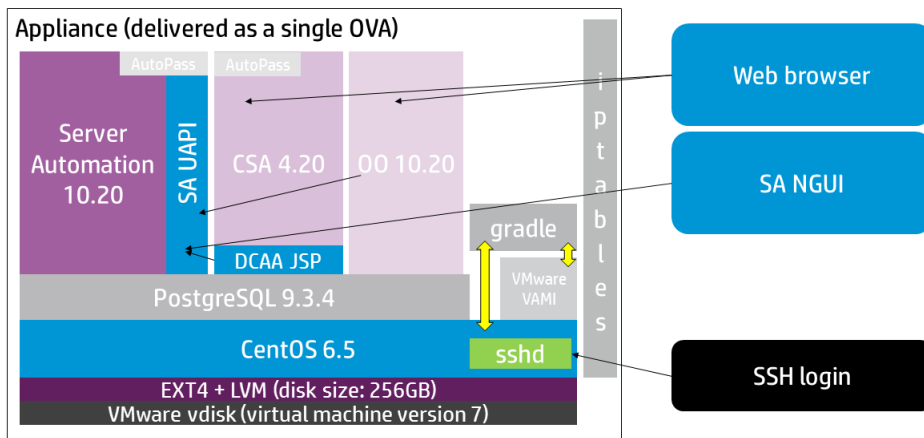 Appliance (delivered as a single OVA)
AutoPass
AutoPass
Server
Automation
10.20
SA UAPI
CSA 4.20
OO 10.20
iptables
Web browser
SA NGUI
gradle
DCAA JSP
VMware
VAMI
PostgreSQL 9.3.4
CentOS 6.5
sshd
SSH login
EXT4 + LVM (disk size: 256GB)
VMware vdisk (virtual machine version 7)